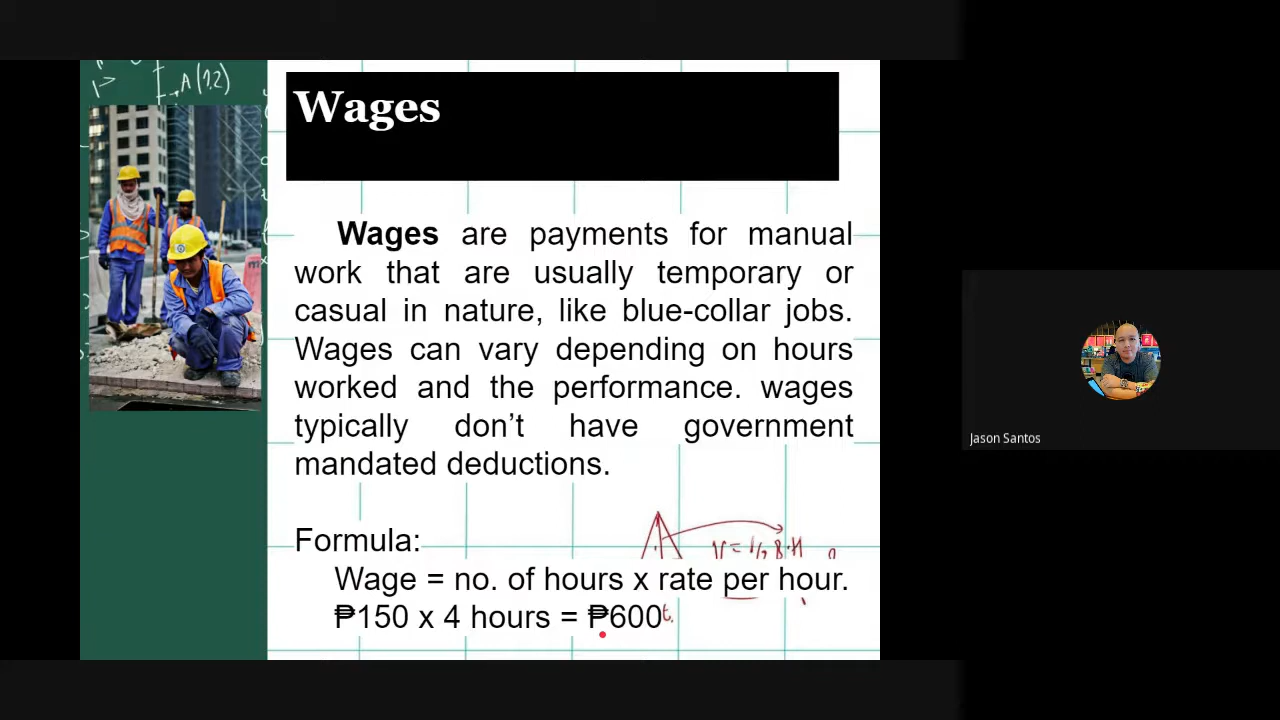 A(1,2)
Wages
Wages are payments for manual
work that are usually temporary or
casual in nature, like blue-collar jobs.
Wages can vary depending on hours
worked and the performance. wages
typically don’t have government
mandated deductions.
Formula:
Wage = no. of hours x rate per hour.
₱150 x 4 hours = ₱600
Jason Santos